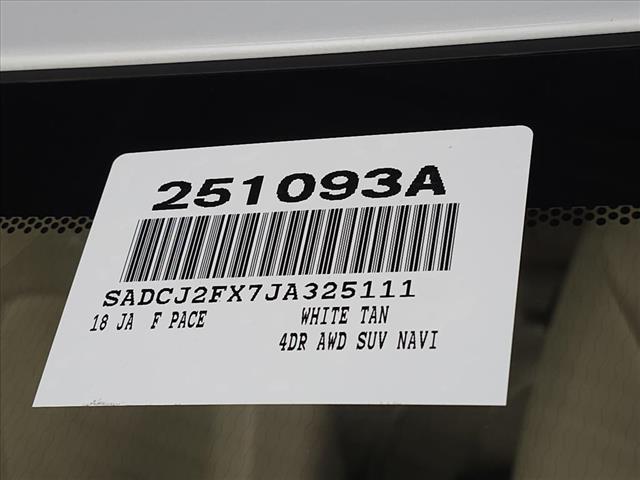 251093A
SADCJ2FX7JA325111
18 JA F PACE WHITE TAN
4DR AWD SUV NAVI